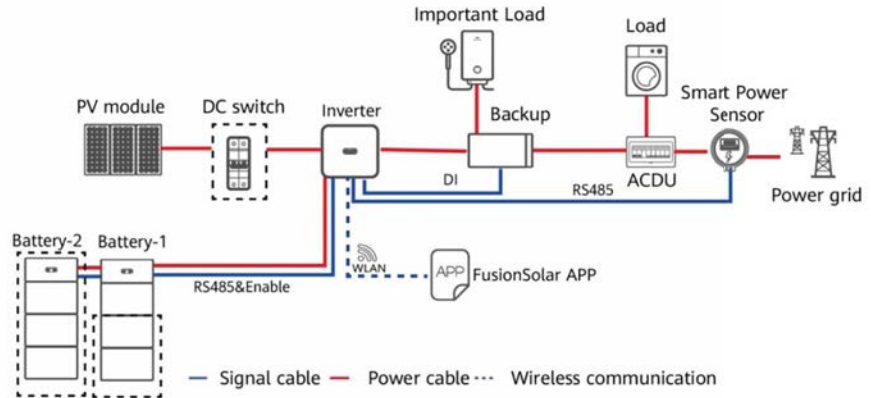 Important Load
Load
PV module
DC switch
Inverter
Backup
Smart Power
Sensor
DI
RS485
ACDU
Power grid
Battery-2
Battery-1
WLAN
APP
FusionSolar APP
RS485&Enable
Signal cable
Power cable
Wireless communication